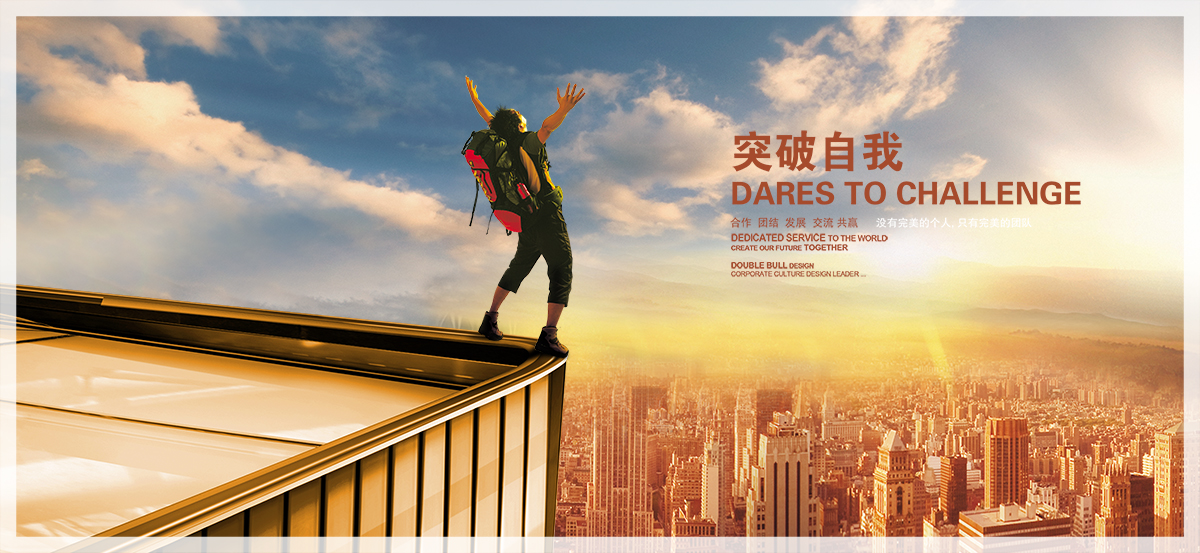 突破自我
DARES TO CHALLENGE
合作 团结 发展 交流 共赢 没有完美的个人, 只有完美的团队
DEDICATED SERVICE TO THE WORLD
CREATE OUR FUTURE TOGETHER
DOUBLE BULL DESIGN
CORPORATE CULTURE DESIGN LEADER ...